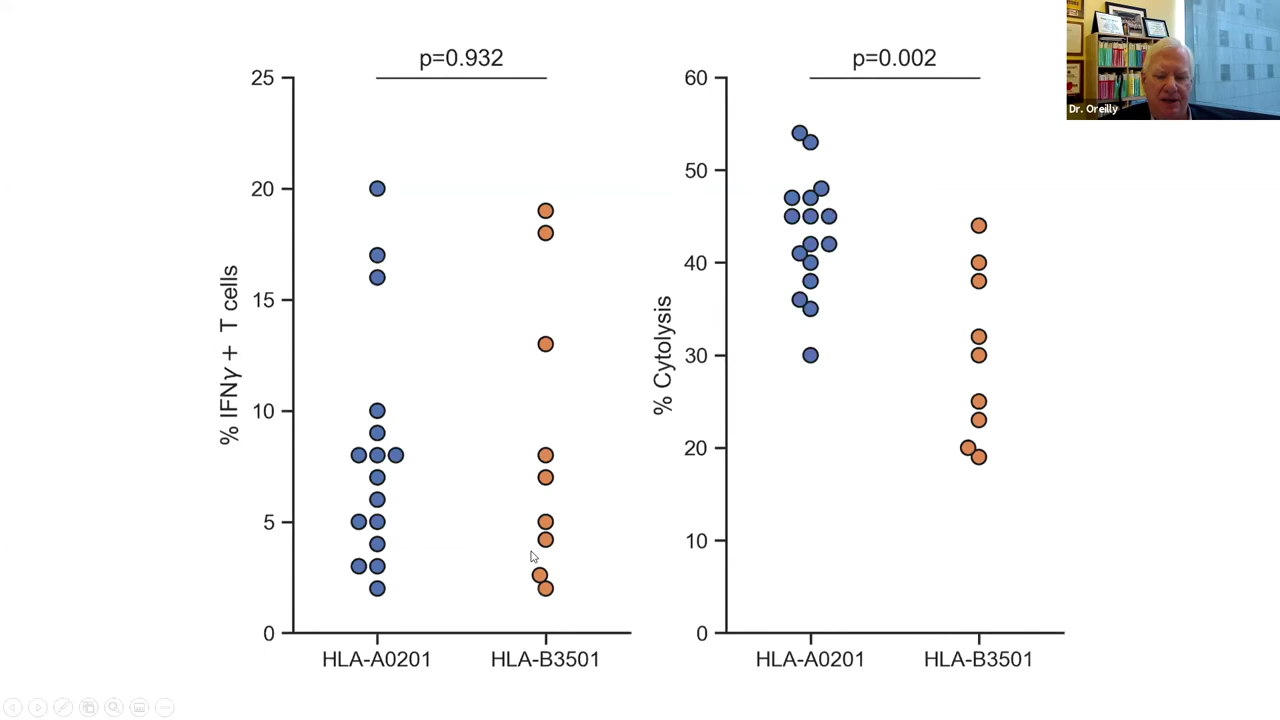 p=0.932
25
20
15
10
5
0
% IFNγ + T cells
HLA-A0201
HLA-B3501
p=0.002
60
50
40
30
20
10
0
% Cytolysis
HLA-A0201
HLA-B3501
Dr. Oreilly